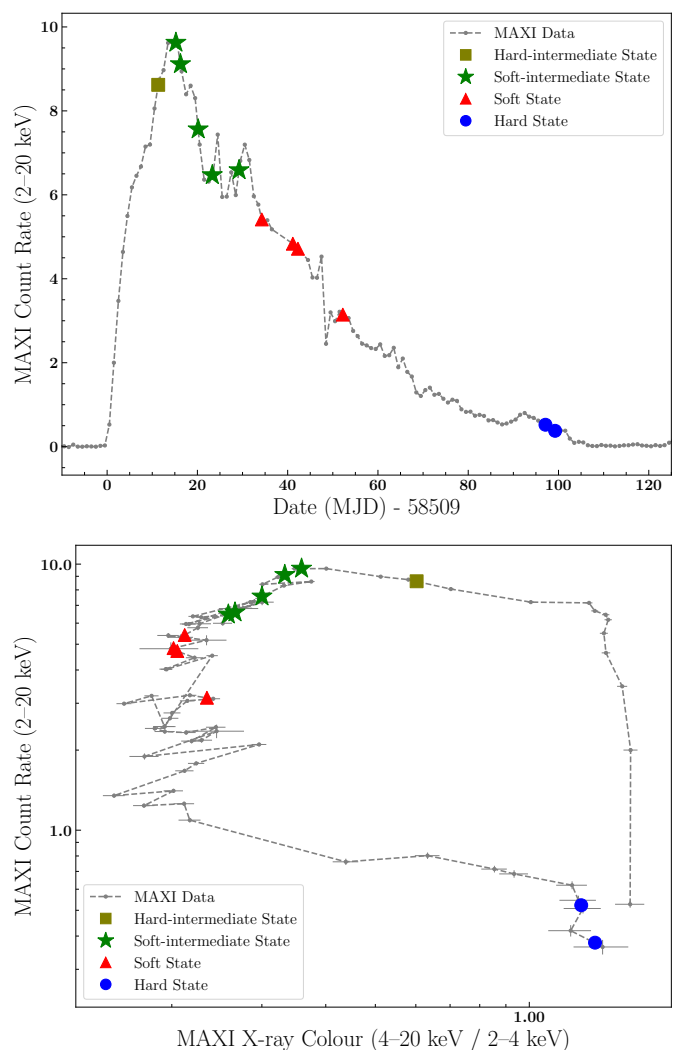 10
8
6
4
2
0
MAXI Count Rate (2–20 keV)
MAXI Data
Hard-intermediate State
Soft-intermediate State
Soft State
Hard State
0 20 40 60 80 100 120
Date (MJD) - 58509
10.0
1.0
MAXI Count Rate (2–20 keV)
MAXI Data
Hard-intermediate State
Soft-intermediate State
Soft State
Hard State
1.00
MAXI X-ray Colour (4–20 keV / 2–4 keV)